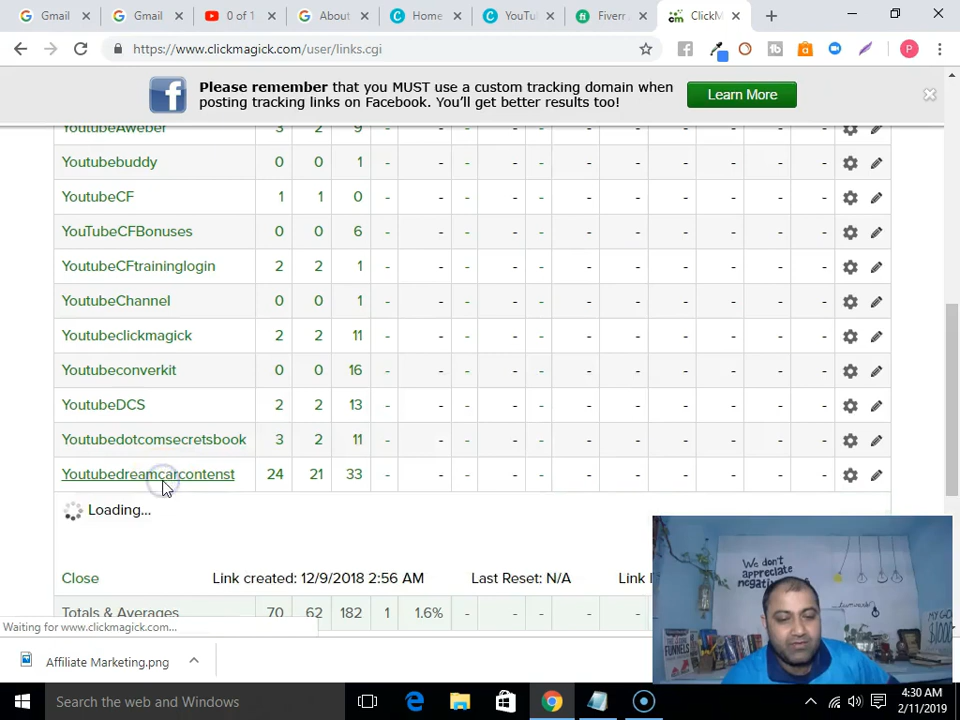 Gmail
Gmail
0 of 1
About
Home
YouTu
Fiverr
ClickM
https://www.clickmagick.com/user/links.cgi
P
Please remember that you MUST use a custom tracking domain when
posting tracking links on Facebook. You'll get better results too!
Learn More
YoutubeAweber 3 2 9 - - - - - - - - - -
Youtubebuddy 0 0 1 - - - - - - - - - -
YoutubeCF 1 1 0 - - - - - - - - - -
YouTubeCFBonuses 0 0 6 - - - - - - - - - -
YoutubeCFtraininglogin 2 2 1 - - - - - - - - - -
YoutubeChannel 0 0 1 - - - - - - - - - -
Youtubeclickmagick 2 2 11 - - - - - - - - - -
Youtubeconverkit 0 0 16 - - - - - - - - - -
YoutubeDCS 2 2 13 - - - - - - - - - -
Youtubedotcomsecretsbook 3 2 11 - - - - - - - - - -
Youtubedreamcarcontenst 24 21 33 - - - - - - - - - -
Loading...
Close Link created: 12/9/2018 2:56 AM Last Reset: N/A
Totals & Averages 70 62 182 1 1.6% - - - -
Waiting for www.clickmagick.com...
We don't
appreciate
Affiliate Marketing.png
Search the web and Windows
4:30 AM
2/11/2019